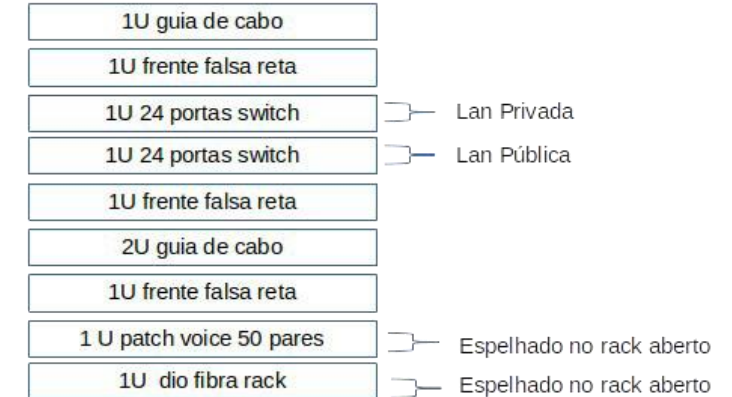 1U guia de cabo
1U frente falsa reta
1U 24 portas switch
Lan Privada
1U 24 portas switch
Lan Pública
1U frente falsa reta
2U guia de cabo
1U frente falsa reta
1 U patch voice 50 pares
Espelhado no rack aberto
1U dio fibra rack
Espelhado no rack aberto